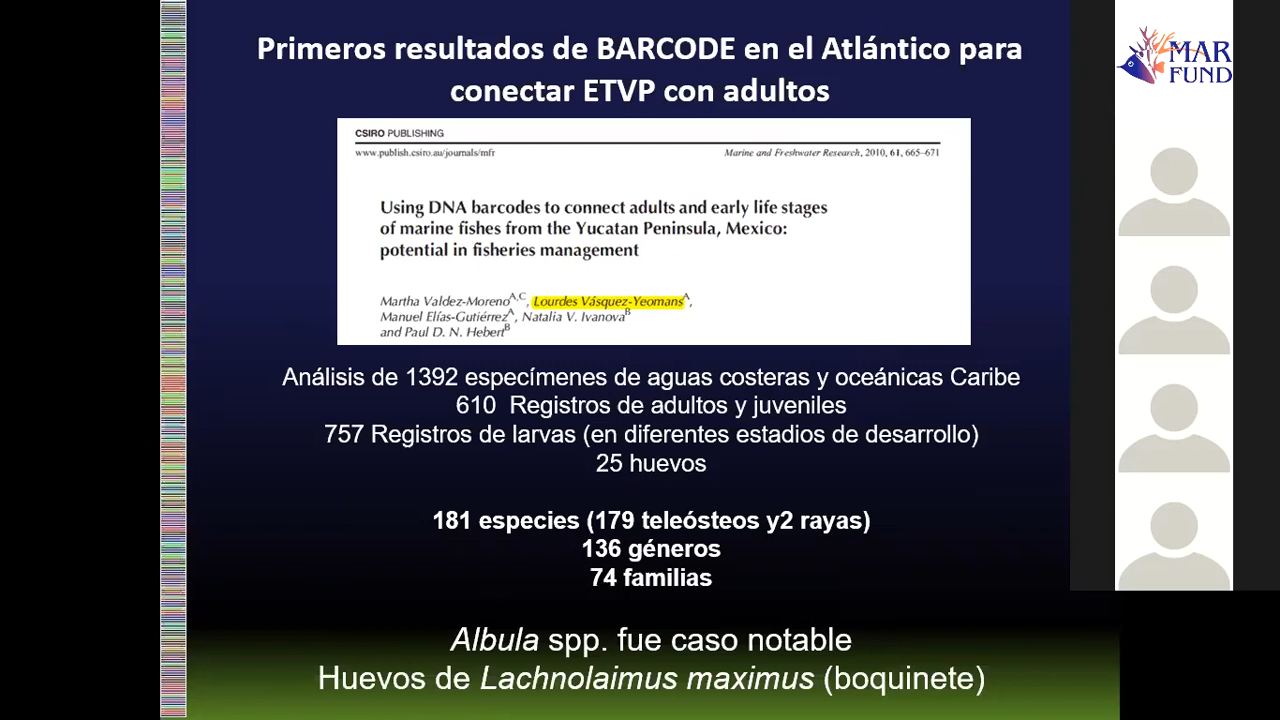 Primeros resultados de BARCODE en el Atlántico para
conectar ETVP con adultos
MAR
FUND
CSIRO PUBLISHING
www.publish.csiro.au/journals/mfr
Marine and Freshwater Research, 2010, 61, 665–671
Using DNA barcodes to connect adults and early life stages
of marine fishes from the Yucatan Peninsula, Mexico:
potential in fisheries management
Martha Valdez-Moreno A,C, Lourdes Vásquez-Yeomans A,
Manuel Elías-Gutiérrez A, Natalia V. Ivanova B
and Paul D. N. Hebert B
Análisis de 1392 especímenes de aguas costeras y oceánicas Caribe
610 Registros de adultos y juveniles
757 Registros de larvas (en diferentes estadios de desarrollo)
25 huevos
181 especies (179 teleósteos y2 rayas)
136 géneros
74 familias
Albula spp. fue caso notable
Huevos de Lachnolaimus maximus (boquinete)